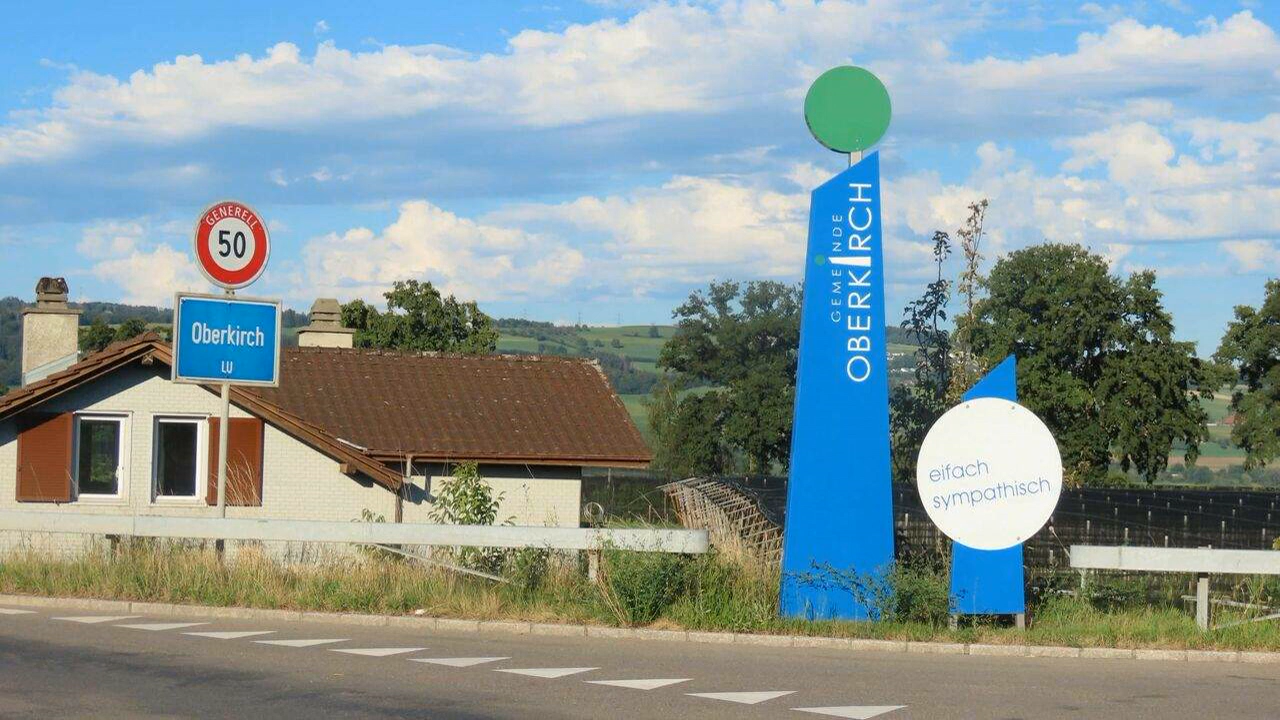 GENERELL
50
Oberkirch
LU
GEMEINDE
OBERKIRCH
eifach
sympathisch